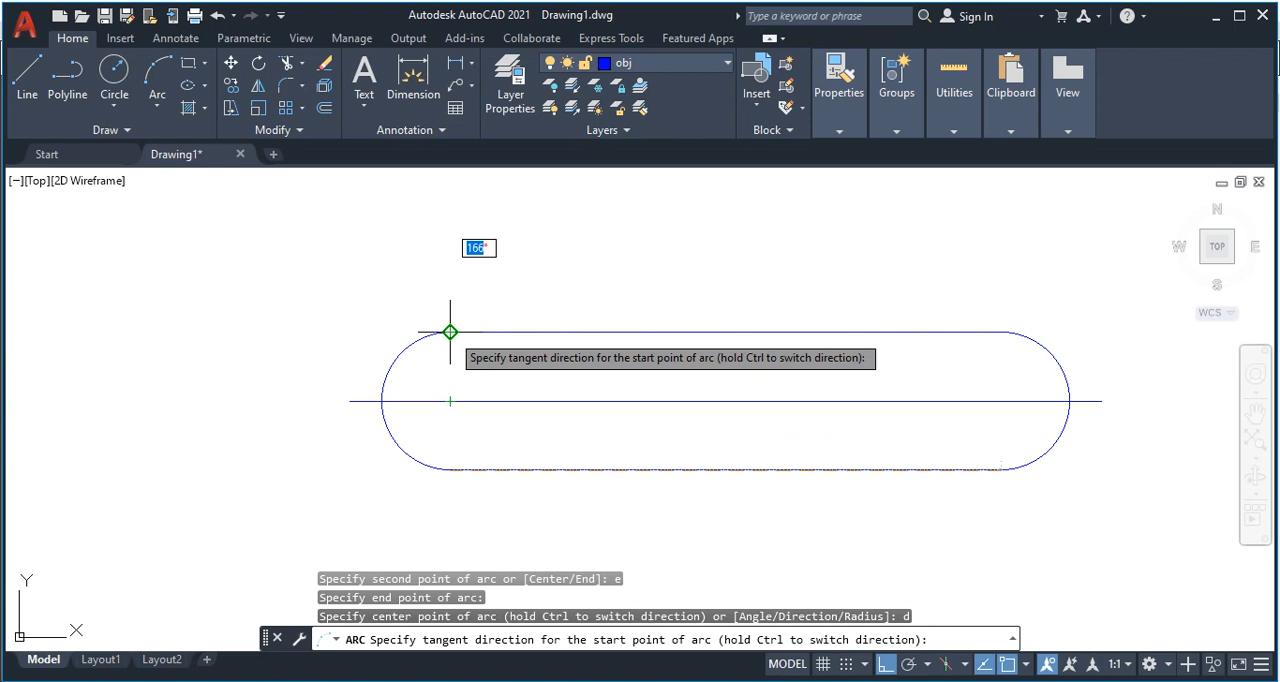 Autodesk AutoCAD 2021 Drawing1.dwg
Type a keyword or phrase
Sign In
Home Insert Annotate Parametric View Manage Output Add-ins Collaborate Express Tools Featured Apps
Line Polyline Circle Arc
Text Dimension
Layer Properties
obj
Insert
Properties Groups Utilities Clipboard View
Draw Modify Annotation Layers Block
Start Drawing1*
[−][Top][2D Wireframe]
N
W TOP E
S
WCS
166°
Specify tangent direction for the start point of arc (hold Ctrl to switch direction):
Y
X
Specify second point of arc or [Center/End]: e
Specify end point of arc:
Specify center point of arc (hold Ctrl to switch direction) or [Angle/Direction/Radius]: d
ARC Specify tangent direction for the start point of arc (hold Ctrl to switch direction):
Model Layout1 Layout2 +
MODEL 1:1